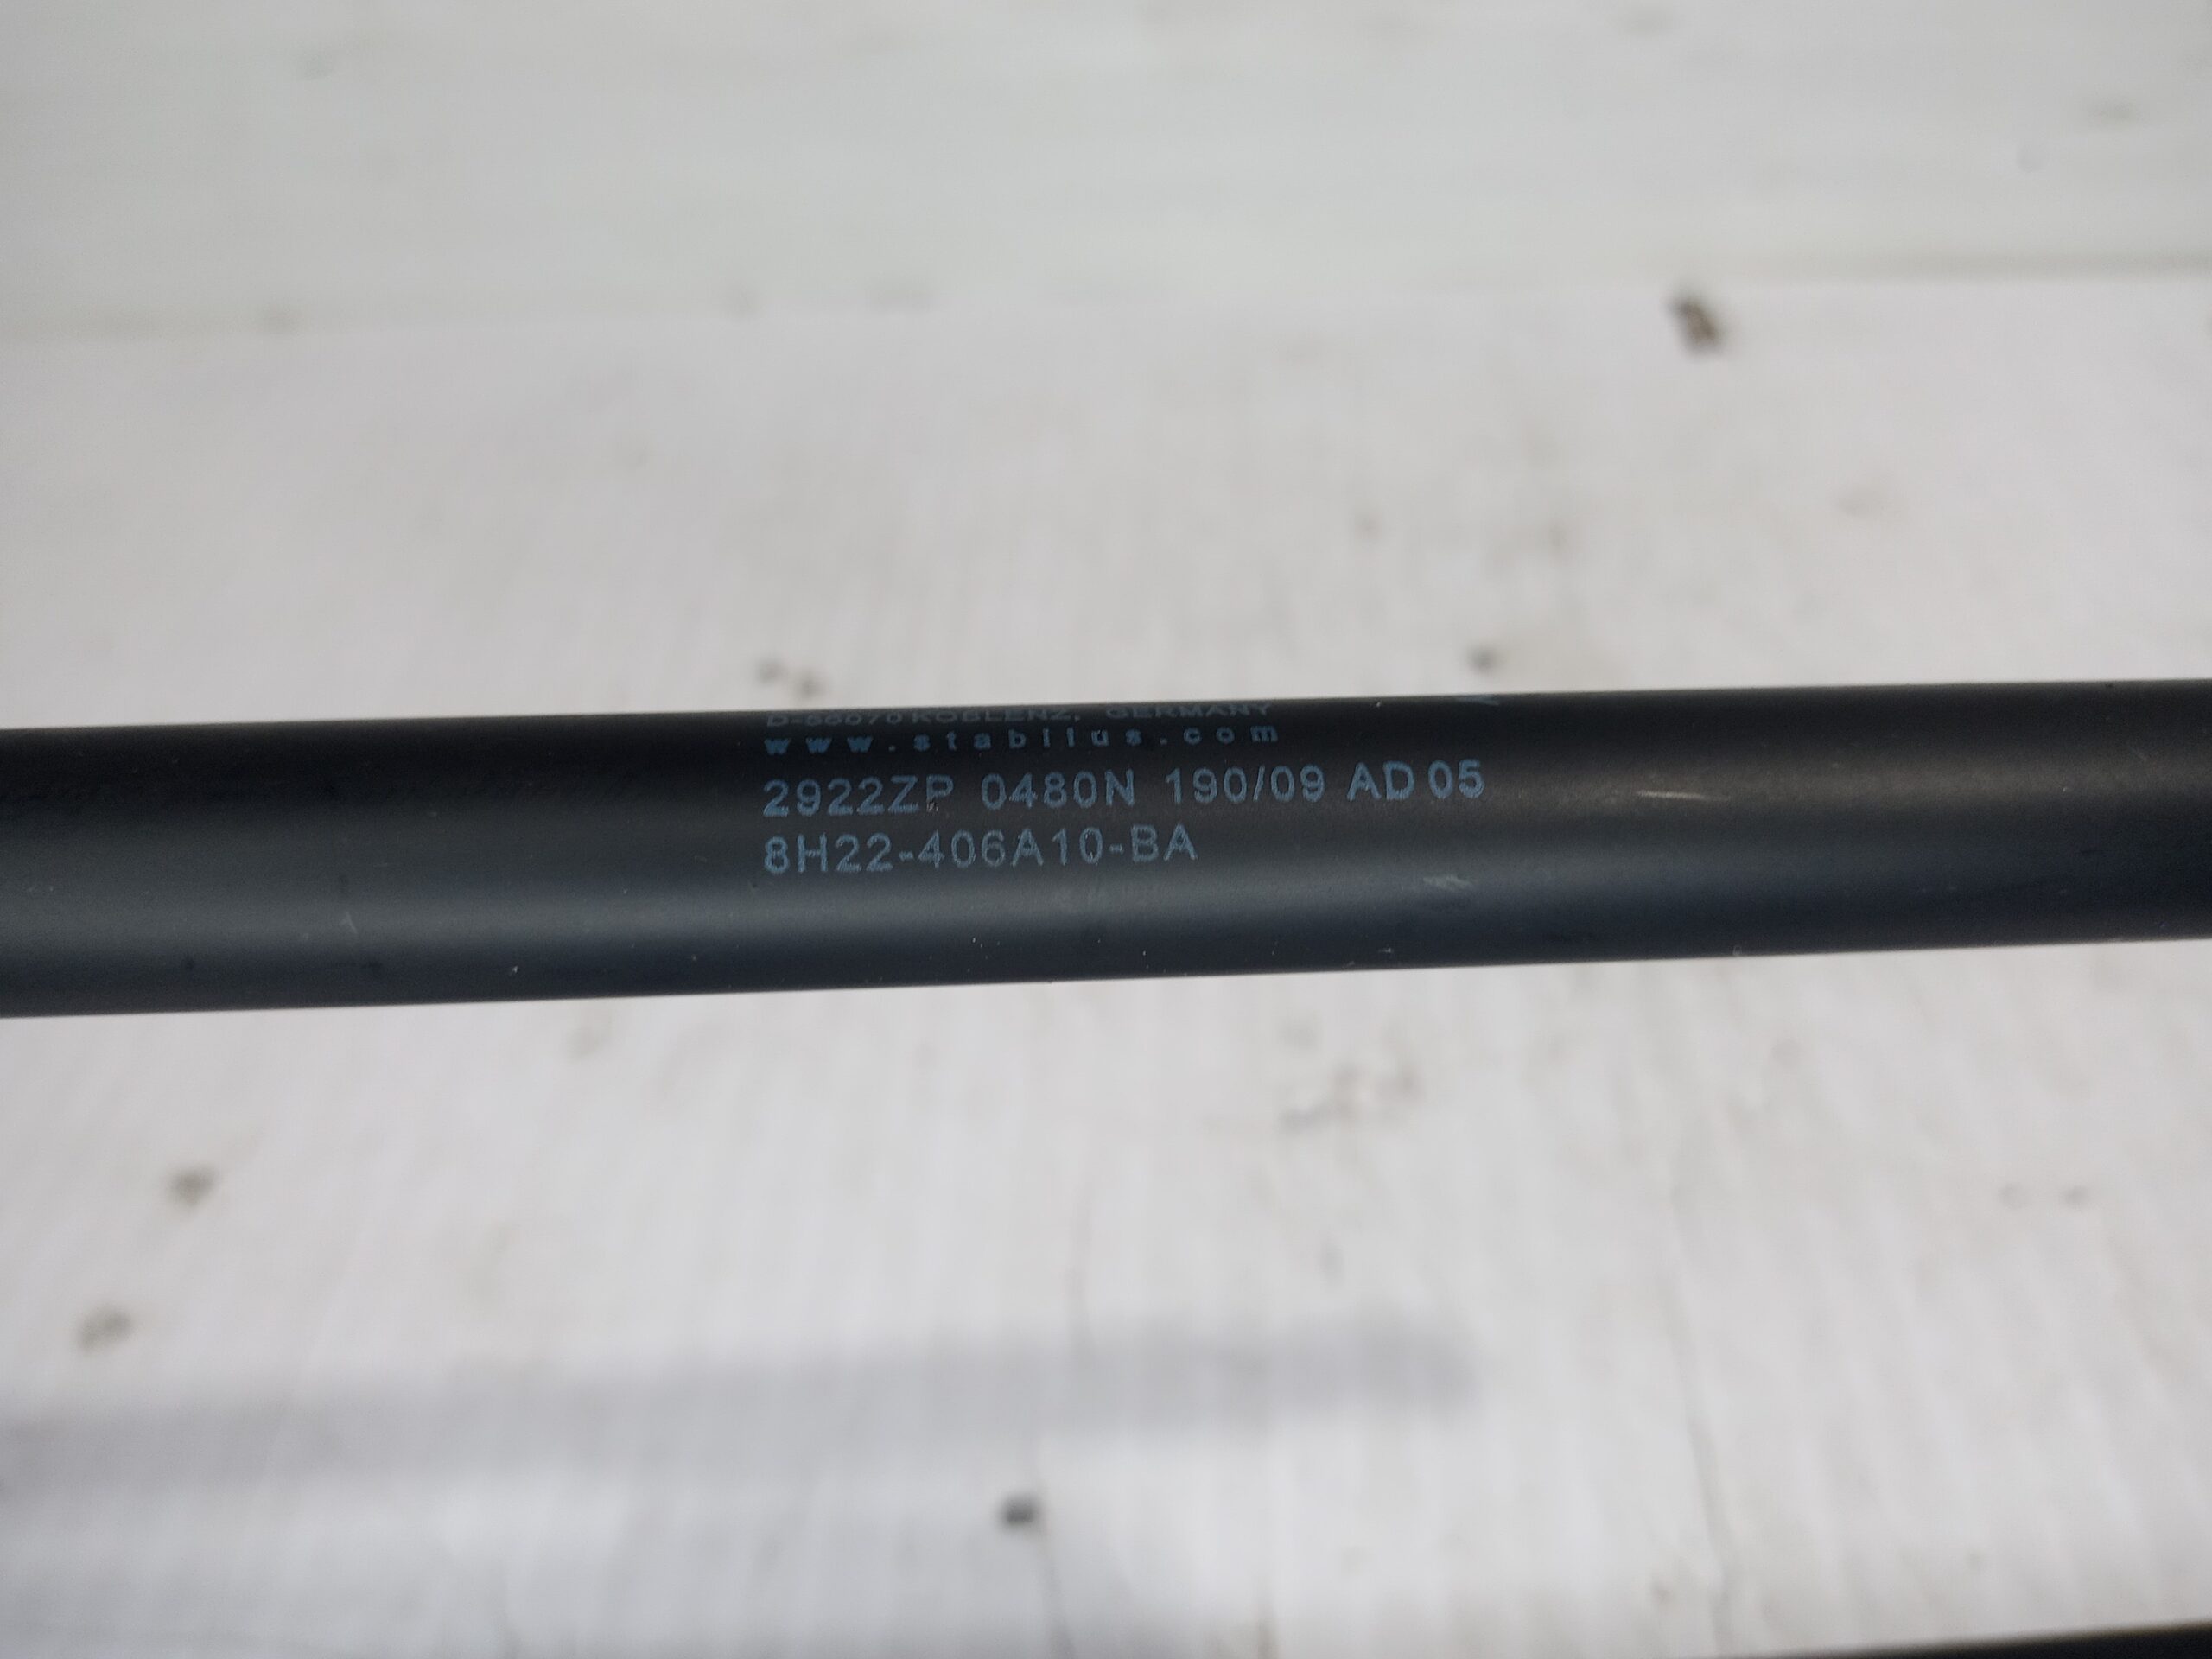 D-56070 KOBLENZ, GERMANY
www.stabilus.com
2922ZP 0480N 190/09 AD 05
8H22-406A10-BA